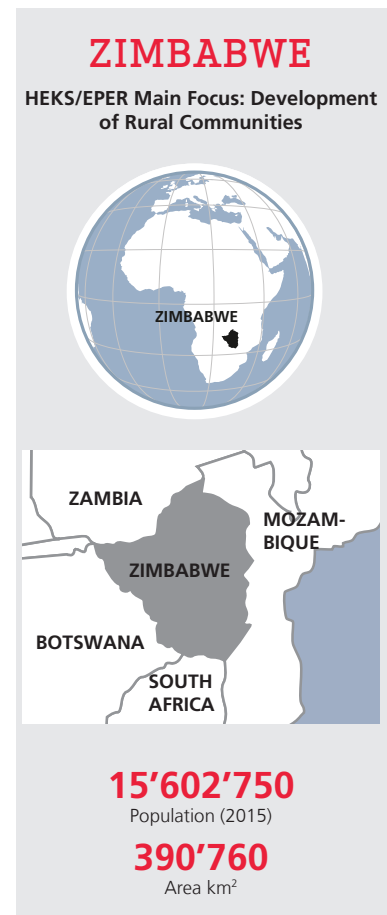 ZIMBABWE
HEKS/EPER Main Focus: Development
of Rural Communities
ZIMBABWE
ZAMBIA
MOZAM-
BIQUE
ZIMBABWE
BOTSWANA
SOUTH
AFRICA
15’602’750
Population (2015)
390’760
Area km²